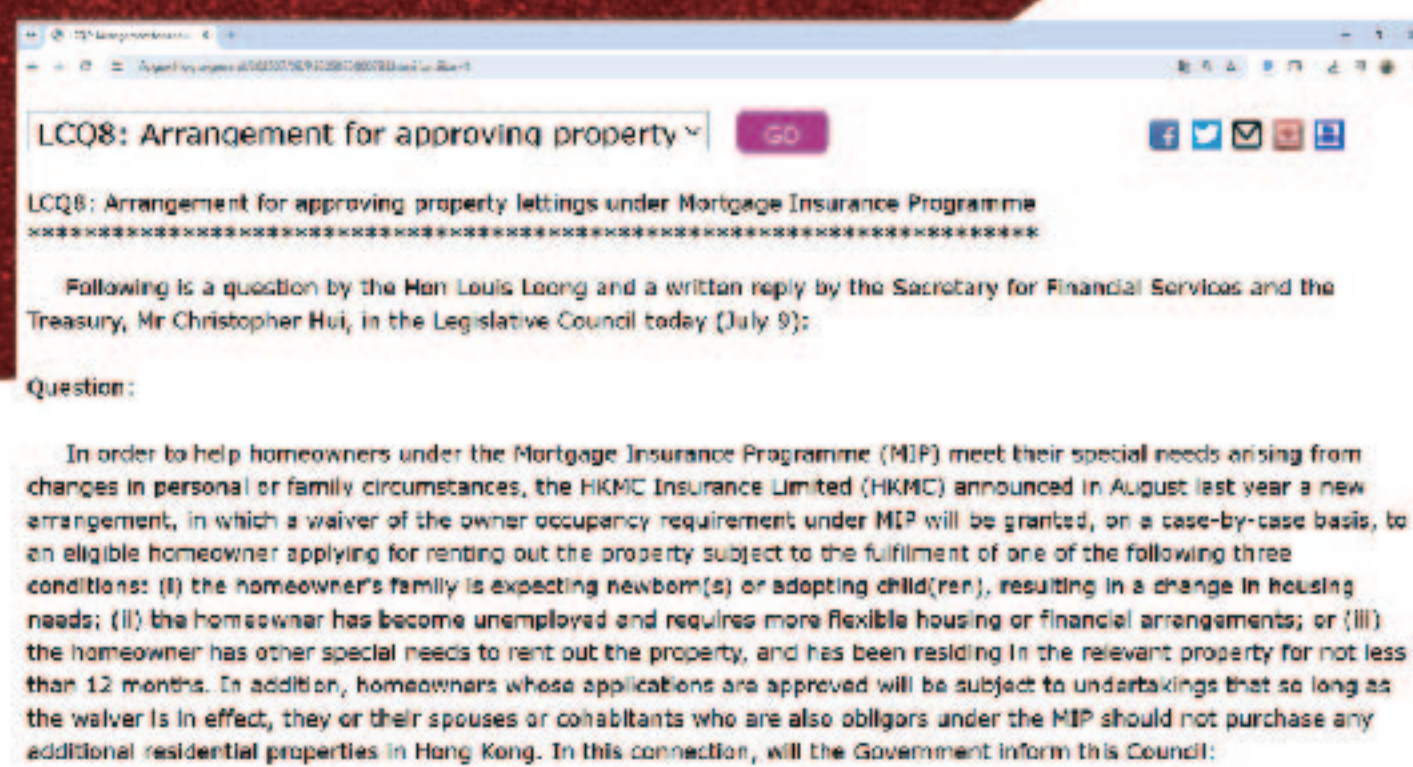 LCQ8: Arrangement for approving property
GO
LCQ8: Arrangement for approving property lettings under Mortgage Insurance Programme
******************************************************************************
Following is a question by the Hon Louis Loong and a written reply by the Secretary for Financial Services and the
Treasury, Mr Christopher Hui, in the Legislative Council today (July 9):
Question:
In order to help homeowners under the Mortgage Insurance Programme (MIP) meet their special needs arising from
changes in personal or family circumstances, the HKMC Insurance Limited (HKMC) announced in August last year a new
arrangement, in which a waiver of the owner occupancy requirement under MIP will be granted, on a case-by-case basis, to
an eligible homeowner applying for renting out the property subject to the fulfilment of one of the following three
conditions: (i) the homeowner's family is expecting newborn(s) or adopting child(ren), resulting in a change in housing
needs; (ii) the homeowner has become unemployed and requires more flexible housing or financial arrangements; or (iii)
the homeowner has other special needs to rent out the property, and has been residing in the relevant property for not less
than 12 months. In addition, homeowners whose applications are approved will be subject to undertakings that so long as
the waiver is in effect, they or their spouses or cohabitants who are also obligors under the MIP should not purchase any
additional residential properties in Hong Kong. In this connection, will the Government inform this Council: